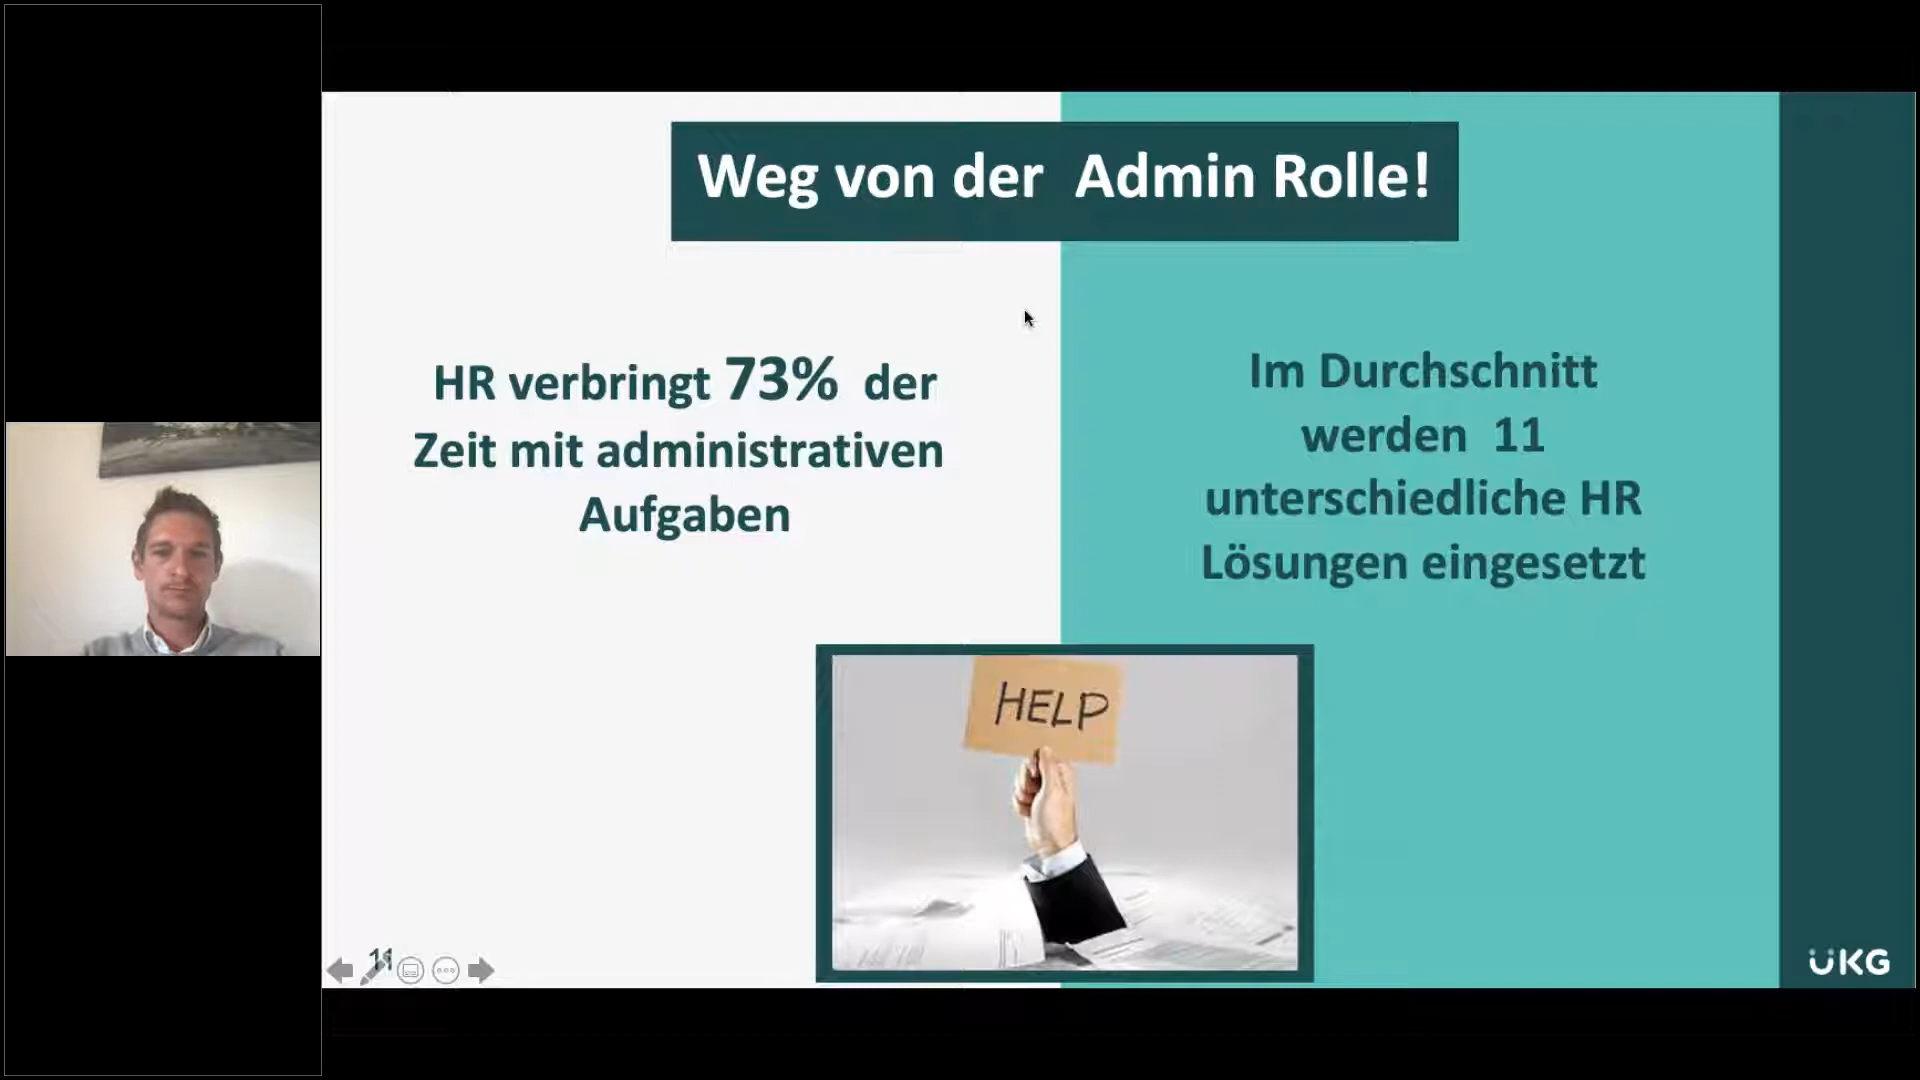 Weg von der Admin Rolle!
HR verbringt 73% der
Zeit mit administrativen
Aufgaben
Im Durchschnitt
werden 11
unterschiedliche HR
Lösungen eingesetzt
HELP
11
UKG